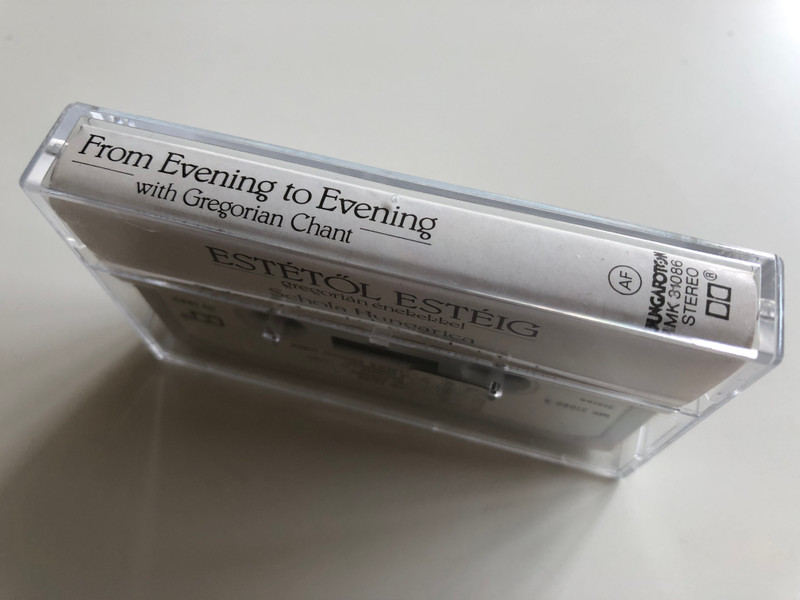 From Evening to Evening
with Gregorian Chant
AF
HUNGAROTON
MK 31086
STEREO
®
ESTÉTŐL ESTÉIG
gregorián énekekkel
Schola Hungarica